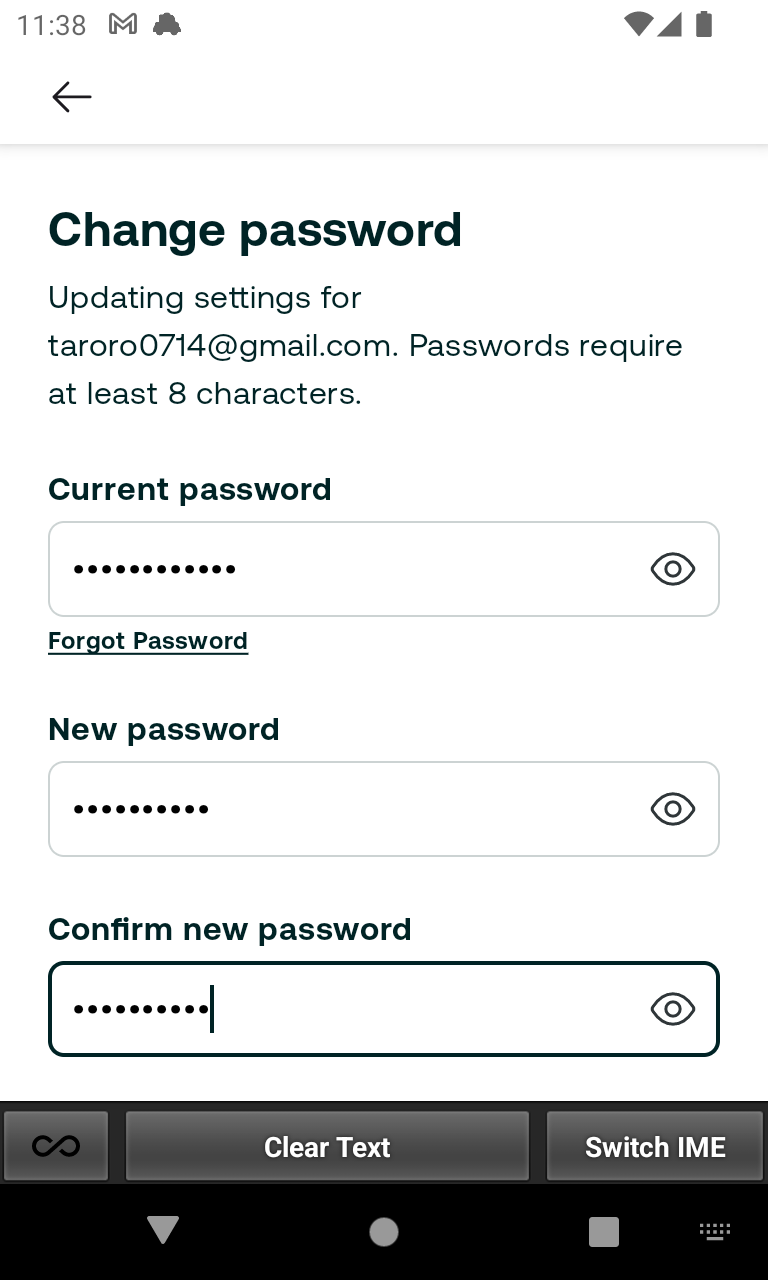 11:38
Change password
Updating settings for
taroro0714@gmail.com. Passwords require
at least 8 characters.
Current password
••••••••••••
Forgot Password
New password
••••••••••
Confirm new password
••••••••••
Clear Text
Switch IME